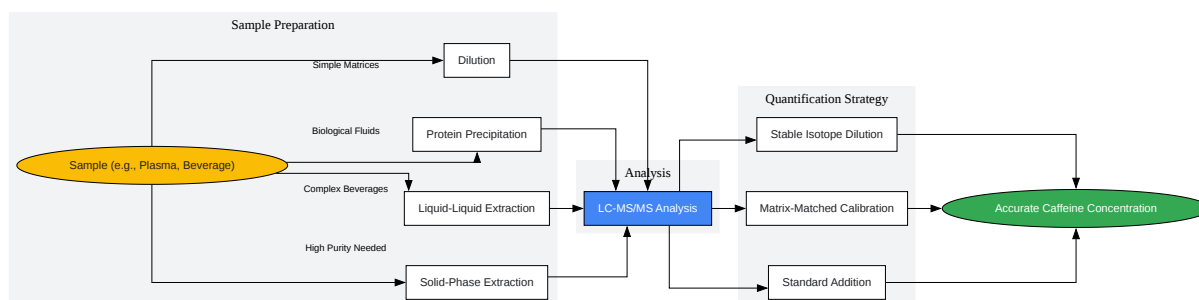 Sample Preparation
Simple Matrices
Dilution
Biological Fluids
Protein Precipitation
Sample (e.g., Plasma, Beverage)
Complex Beverages
Liquid-Liquid Extraction
High Purity Needed
Solid-Phase Extraction
Analysis
LC-MS/MS Analysis
Quantification Strategy
Stable Isotope Dilution
Matrix-Matched Calibration
Standard Addition
Accurate Caffeine Concentration